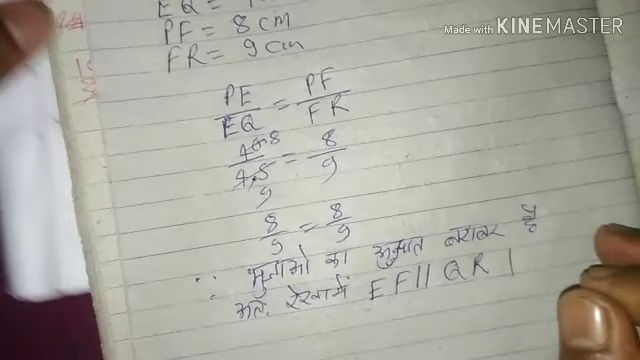 Made with KINEMASTER
EQ =
PF = 8 cm
FR = 9 cm
PE/EQ = PF/FR
4/4.5 = 8/9
8/9 = 8/9
∵ भुजाओं का अनुपात बराबर है
अतः रेखायें EF || QR |